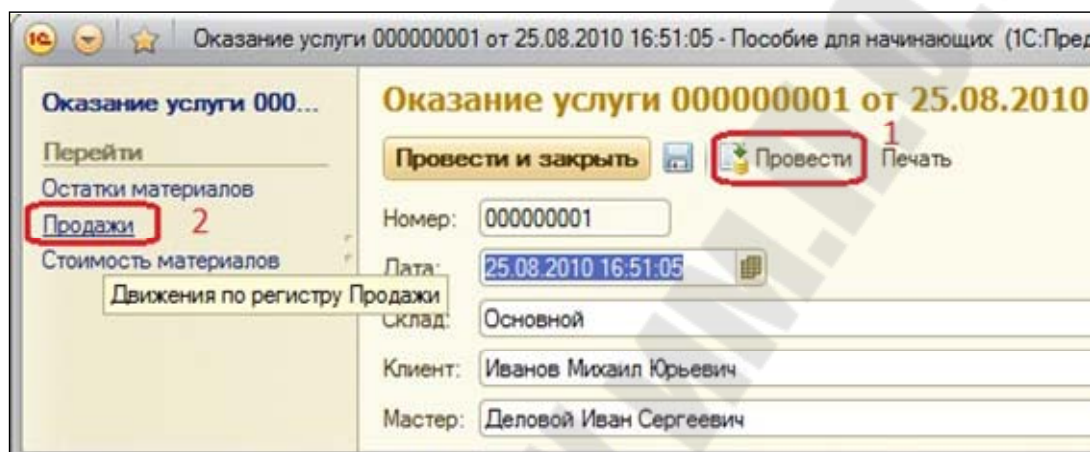 Оказание услуги 000000001 от 25.08.2010 16:51:05 - Пособие для начинающих (1С:Пред
Оказание услуги 000...
Перейти
Остатки материалов
Продажи 2
Стоимость материалов
Движения по регистру Продажи
Оказание услуги 000000001 от 25.08.2010
Провести и закрыть Провести 1 Печать
Номер: 000000001
Дата: 25.08.2010 16:51:05
Склад: Основной
Клиент: Иванов Михаил Юрьевич
Мастер: Деловой Иван Сергеевич